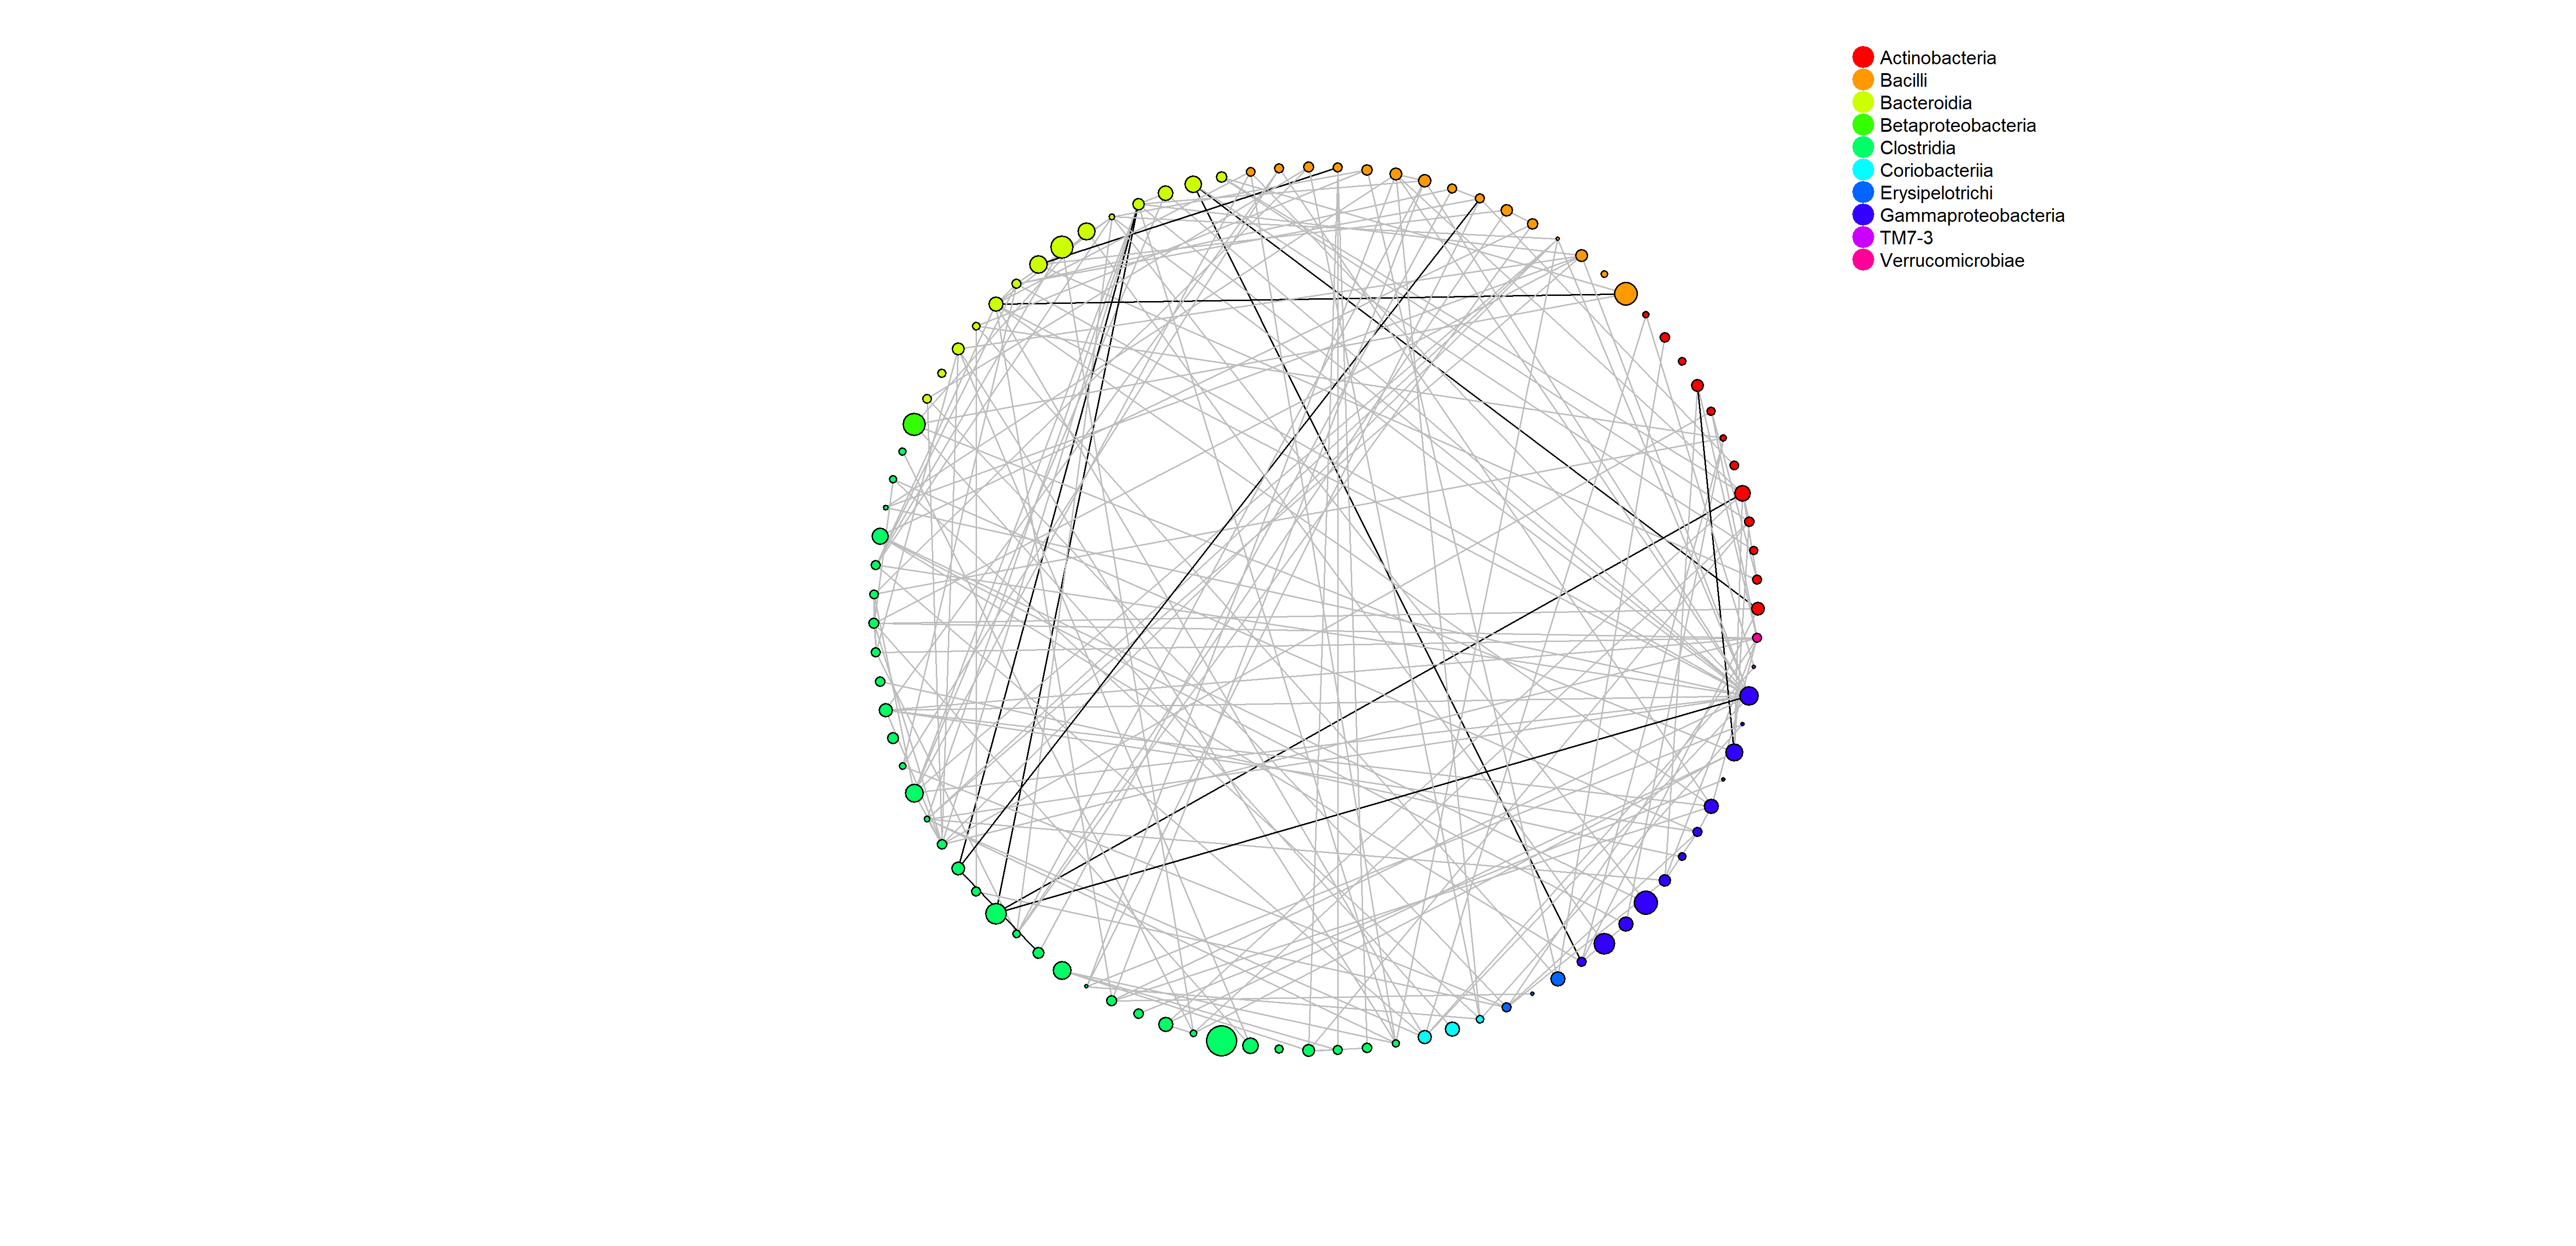 Actinobacteria
Bacilli
Bacteroidia
Betaproteobacteria
Clostridia
Coriobacteriia
Erysipelotrichi
Gammaproteobacteria
TM7-3
Verrucomicrobiae